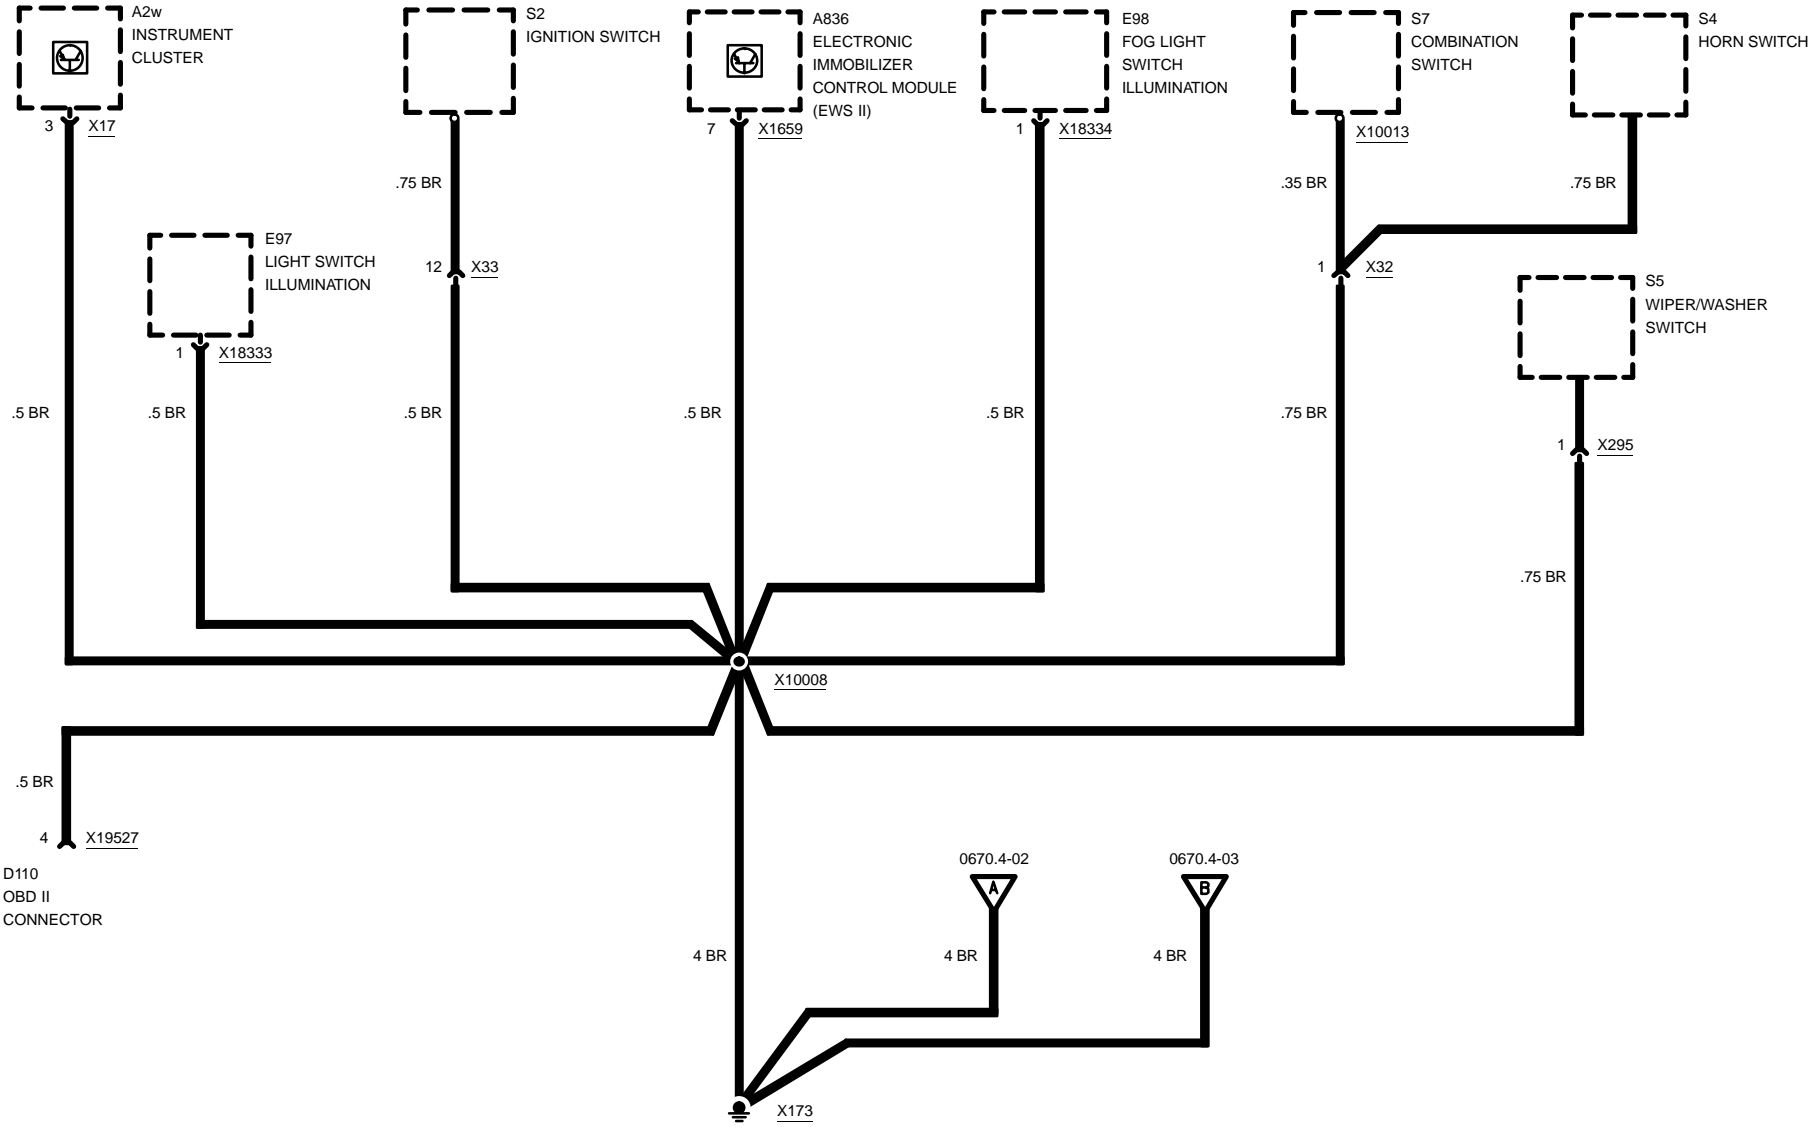 A2w
INSTRUMENT
CLUSTER
3 X17
S2
IGNITION SWITCH
A836
ELECTRONIC
IMMOBILIZER
CONTROL MODULE
(EWS II)
7 X1659
E98
FOG LIGHT
SWITCH
ILLUMINATION
1 X18334
S7
COMBINATION
SWITCH
X10013
S4
HORN SWITCH
.75 BR
.35 BR
.75 BR
E97
LIGHT SWITCH
ILLUMINATION
1 X18333
12 X33
1 X32
S5
WIPER/WASHER
SWITCH
1 X295
.5 BR
.5 BR
.5 BR
.5 BR
.5 BR
.75 BR
.75 BR
X10008
.5 BR
4 X19527
D110
OBD II
CONNECTOR
0670.4-02
A
0670.4-03
B
4 BR
4 BR
4 BR
X173